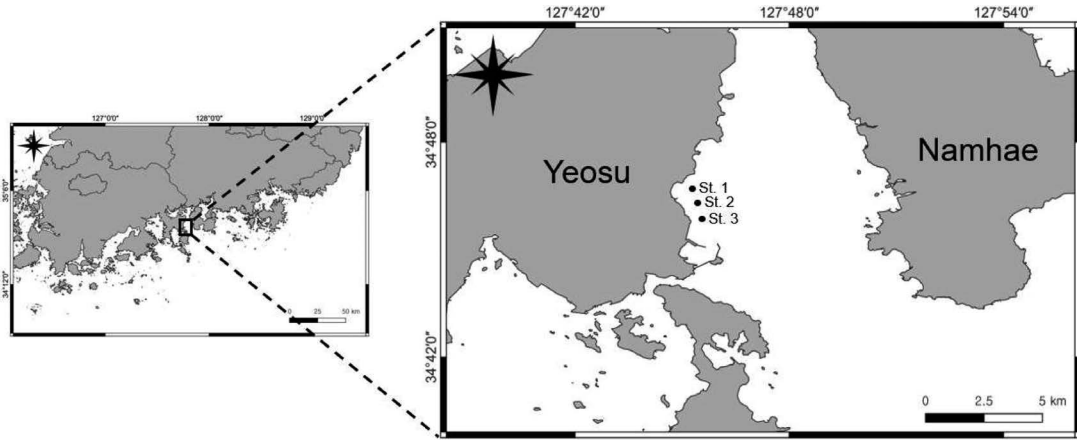 127°0'0"
128°0'0"
129°0'0"
35°6'0"
34°12'0"
0 25 50 km
127°42'0"
127°48'0"
127°54'0"
34°48'0"
34°42'0"
Yeosu
Namhae
St. 1
St. 2
St. 3
0 2.5 5 km